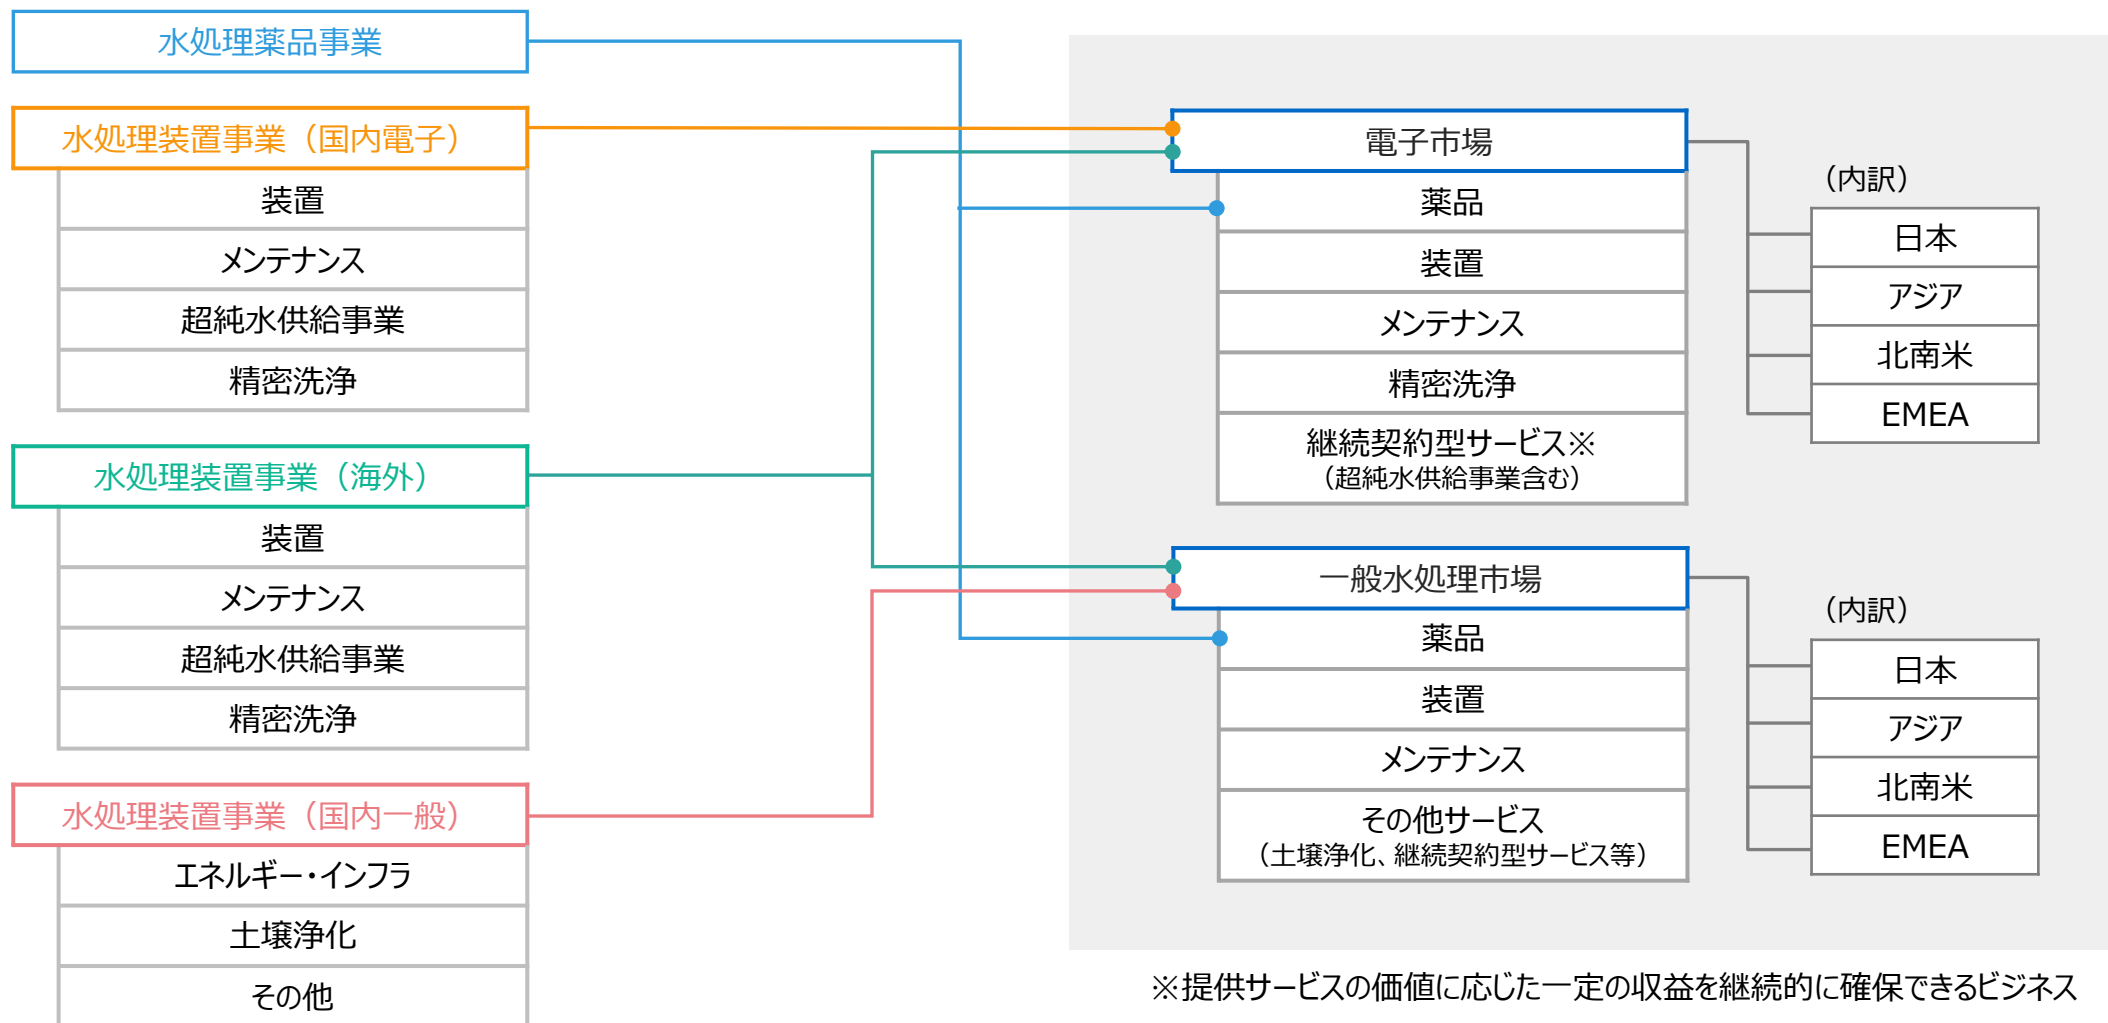 水処理薬品事業
水処理装置事業（国内電子）
装置
メンテナンス
超純水供給事業
精密洗浄
水処理装置事業（海外）
装置
メンテナンス
超純水供給事業
精密洗浄
水処理装置事業（国内一般）
エネルギー・インフラ
土壌浄化
その他
電子市場
薬品
装置
メンテナンス
精密洗浄
継続契約型サービス※
（超純水供給事業含む）
（内訳）
日本
アジア
北南米
EMEA
一般水処理市場
薬品
装置
メンテナンス
その他サービス
（土壌浄化、継続契約型サービス等）
（内訳）
日本
アジア
北南米
EMEA
※提供サービスの価値に応じた一定の収益を継続的に確保できるビジネス